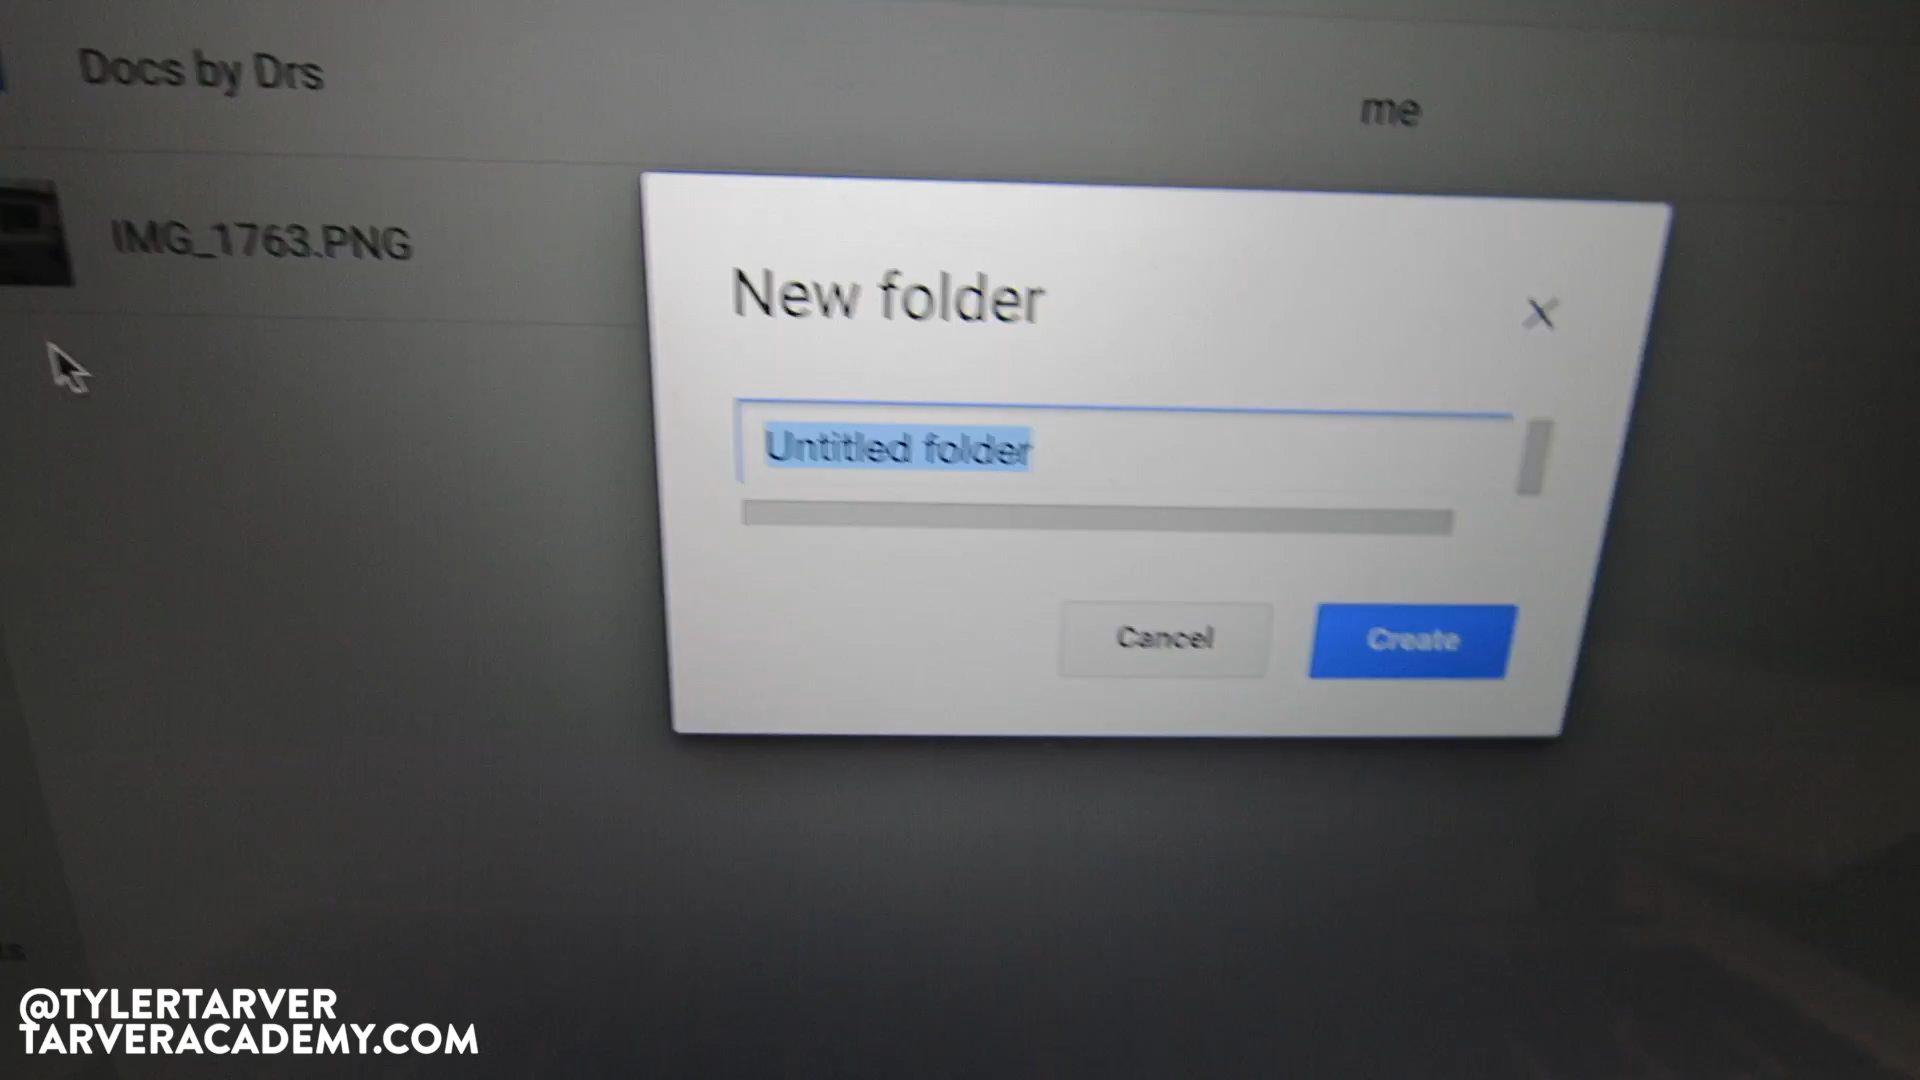 Docs by Drs
me
IMG_1763.PNG
New folder
Untitled folder
Cancel
Create
@TYLERTARVER
TARVERACADEMY.COM